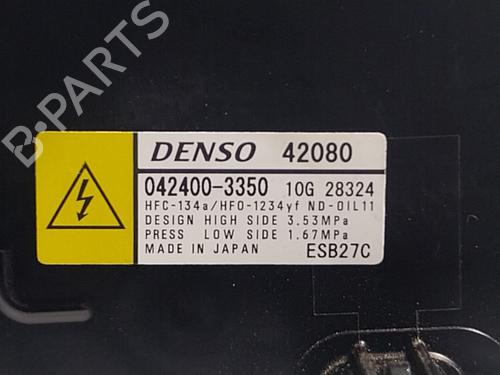 B-PARTS
DENSO 42080
042400-3350 10G 28324
HFC-134a/HFO-1234yf ND-OIL11
DESIGN HIGH SIDE 3.53MPa
PRESS LOW SIDE 1.67MPa
MADE IN JAPAN ESB27C